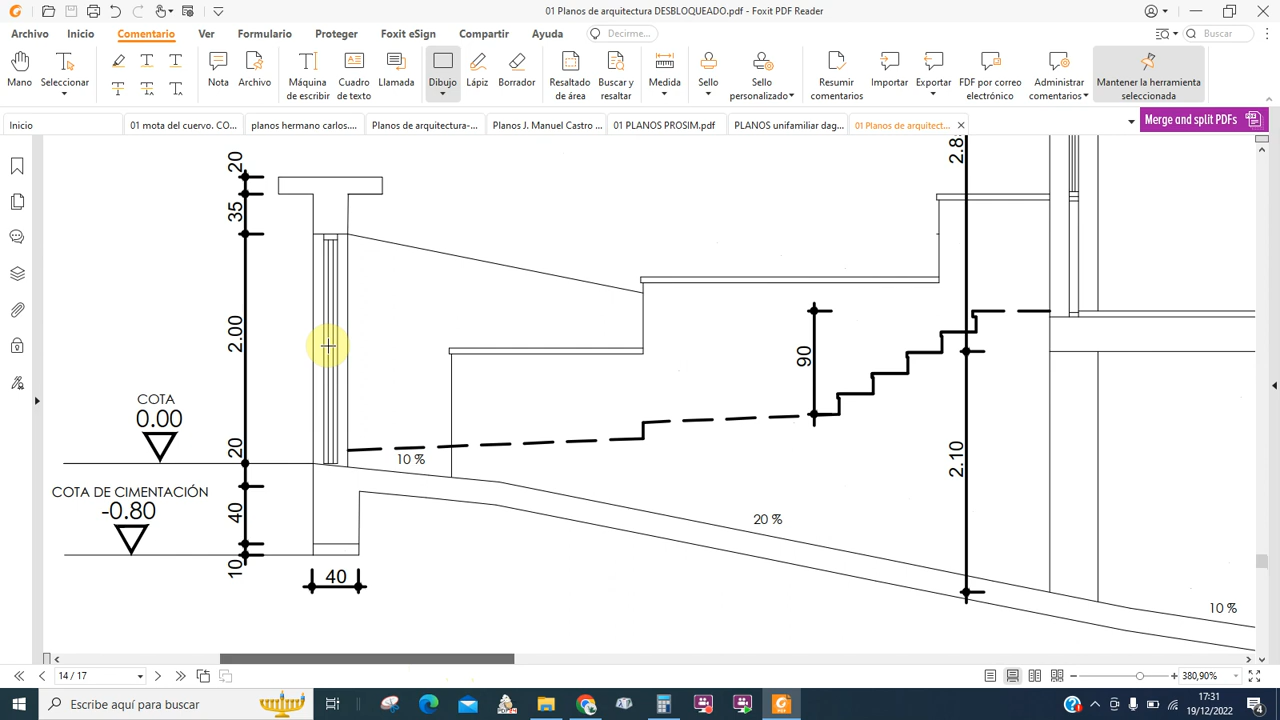 01 Planos de arquitectura DESBLOQUEADO.pdf - Foxit PDF Reader
Archivo Inicio Comentario Ver Formulario Proteger Foxit eSign Compartir Ayuda Decirme... Buscar
Mano Seleccionar Nota Archivo Máquina de escribir Cuadro de texto Llamada Dibujo Lápiz Borrador Resaltado de área Buscar y resaltar Medida Sello Sello personalizado Resumir comentarios Importar Exportar PDF por correo electrónico Administrar comentarios Mantener la herramienta seleccionada
Inicio 01 mota del cuervo. CO... planos hermano carlos.... Planos de arquitectura-... Planos J. Mariel Castro ... 01 PLANOS PROSIM.pdf PLANOS unifamiliar dag... 01 Planos de arquitect... Merge and split PDFs
20
2.8
35
2.00
90
COTA
0.00
20
10 %
2.10
COTA DE CIMENTACIÓN
-0.80
40
20 %
10
40
10 %
14 / 17
380,90%
Escribe aquí para buscar
17:31
19/12/2022